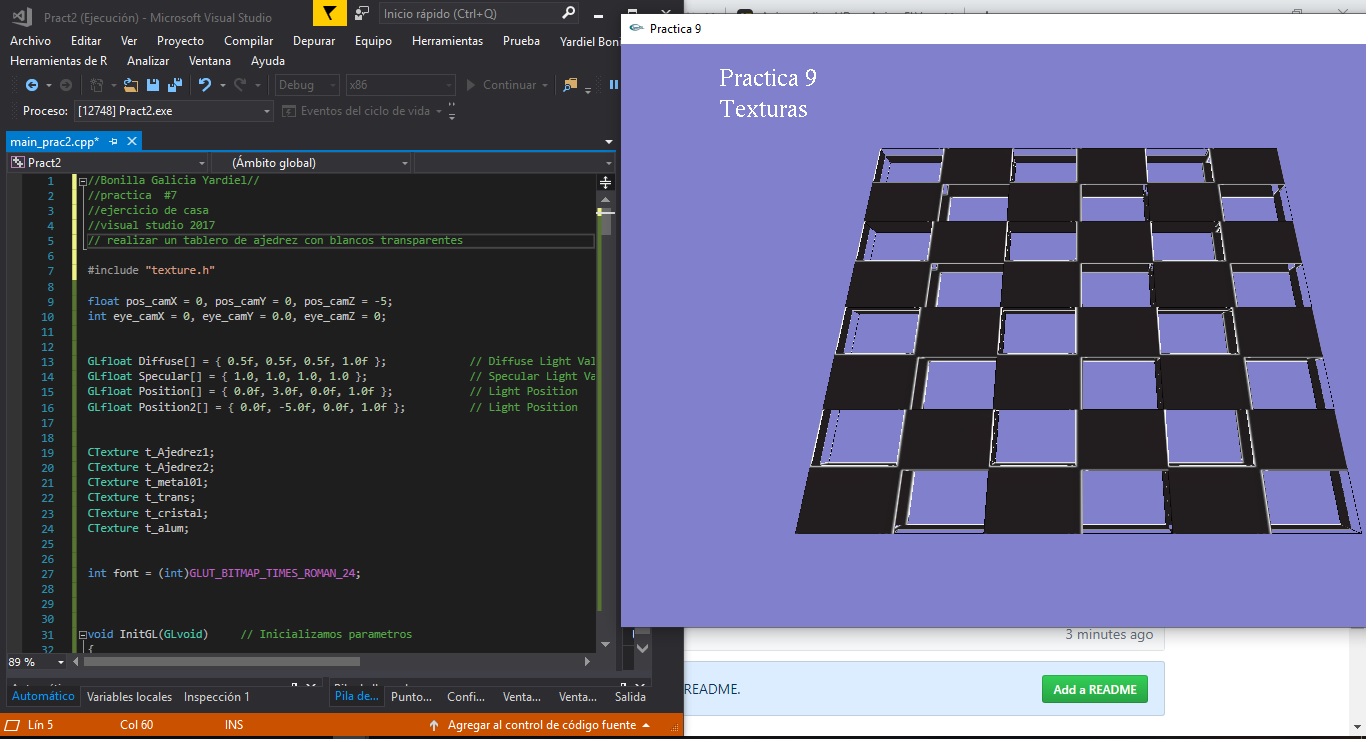 Pract2 (Ejecución) - Microsoft Visual Studio
Inicio rápido (Ctrl+Q)
Archivo Editar Ver Proyecto Compilar Depurar Equipo Herramientas Prueba Yardiel Bon
Herramientas de R Analizar Ventana Ayuda
Debug x86 Continuar
Proceso: [12748] Pract2.exe Eventos del ciclo de vida
main_prac2.cpp*
Pract2 (Ámbito global)
1 //Bonilla Galicia Yardiel//
2 //practica #7
3 //ejercicio de casa
4 //visual studio 2017
5 // realizar un tablero de ajedrez con blancos transparentes
6
7 #include "texture.h"
8
9 float pos_camX = 0, pos_camY = 0, pos_camZ = -5;
10 int eye_camX = 0, eye_camY = 0.0, eye_camZ = 0;
11
12
13 GLfloat Diffuse[] = { 0.5f, 0.5f, 0.5f, 1.0f }; // Diffuse Light Val
14 GLfloat Specular[] = { 1.0, 1.0, 1.0, 1.0 }; // Specular Light Va
15 GLfloat Position[] = { 0.0f, 3.0f, 0.0f, 1.0f }; // Light Position
16 GLfloat Position2[] = { 0.0f, -5.0f, 0.0f, 1.0f }; // Light Position
17
18
19 CTexture t_Ajedrez1;
20 CTexture t_Ajedrez2;
21 CTexture t_metal01;
22 CTexture t_trans;
23 CTexture t_cristal;
24 CTexture t_alum;
25
26
27 int font = (int)GLUT_BITMAP_TIMES_ROMAN_24;
28
29
30
31 void InitGL(GLvoid) // Inicializamos parametros
32 {
89 %
Automático Variables locales Inspección 1 Pila de... Punto... Confi... Venta... Venta... Salida
Lín 5 Col 60 INS Agregar al control de código fuente
Practica 9
Practica 9
Texturas
3 minutes ago
README.
Add a README